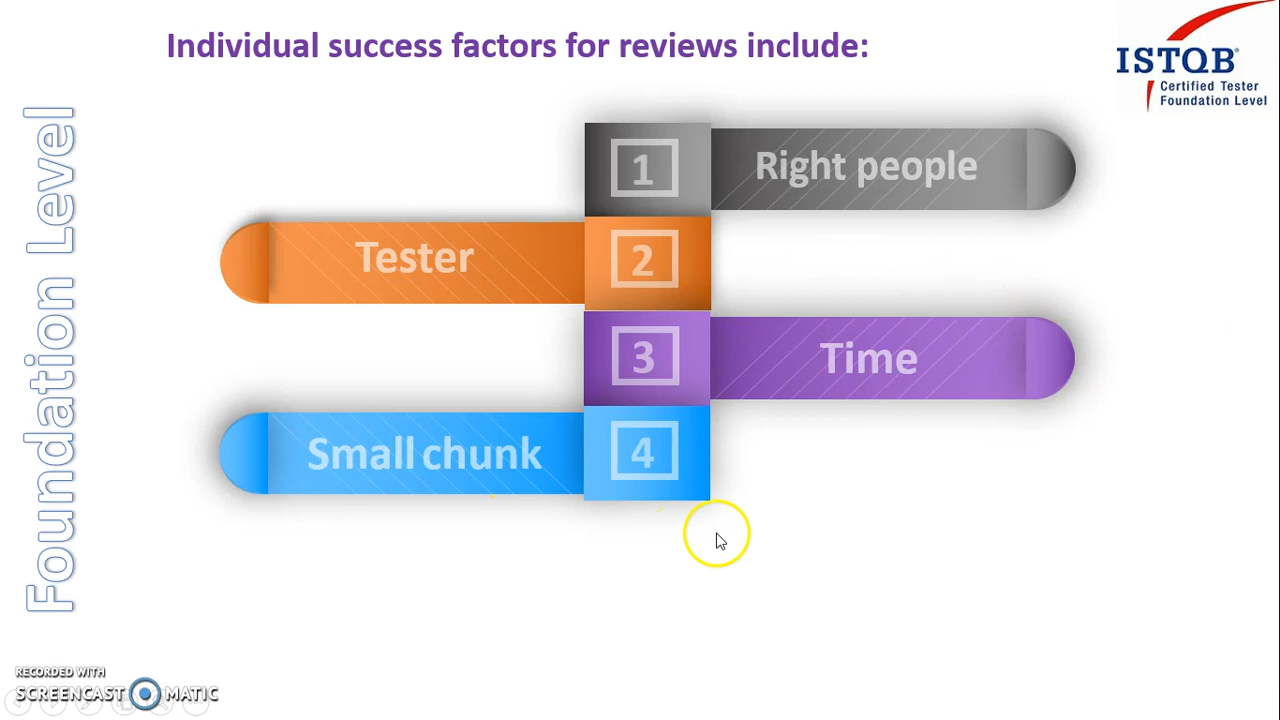 Individual success factors for reviews include:
ISTQB®
Certified Tester
Foundation Level
Foundation Level
1
Right people
Tester
2
3
Time
Small chunk
4
RECORDED WITH
SCREENCAST MATIC